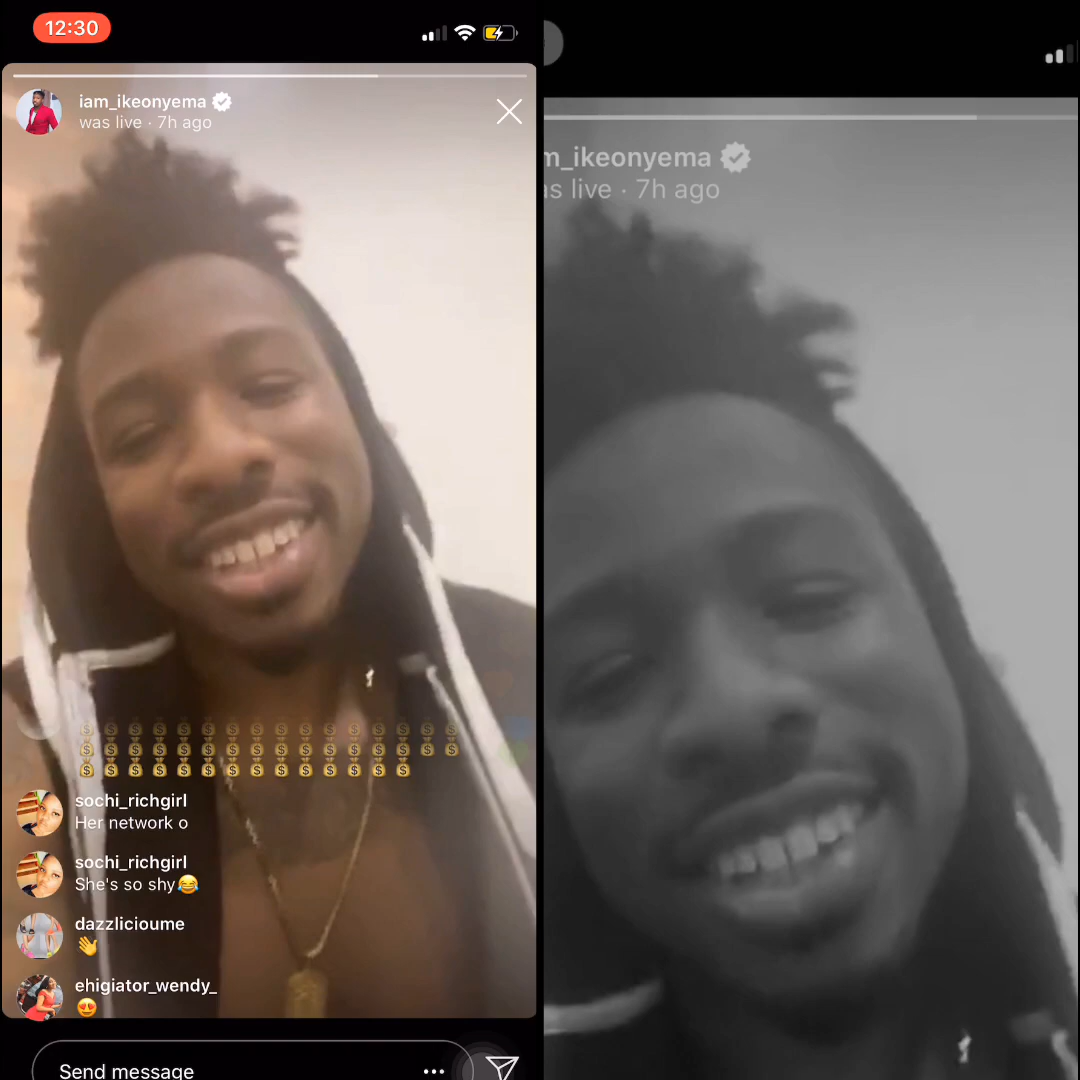 12:30
iam_ikeonyema
was live · 7h ago
💰💰💰💰💰💰💰💰💰💰💰💰💰💰💰💰
💰💰💰💰💰💰💰💰💰💰💰💰💰💰💰💰
💰💰💰💰💰💰💰💰💰💰💰💰💰💰
sochi_richgirl
Her network o
sochi_richgirl
She's so shy😂
dazzlicioume
👋
ehigiator_wendy_
😍
Send message
m_ikeonyema
as live · 7h ago